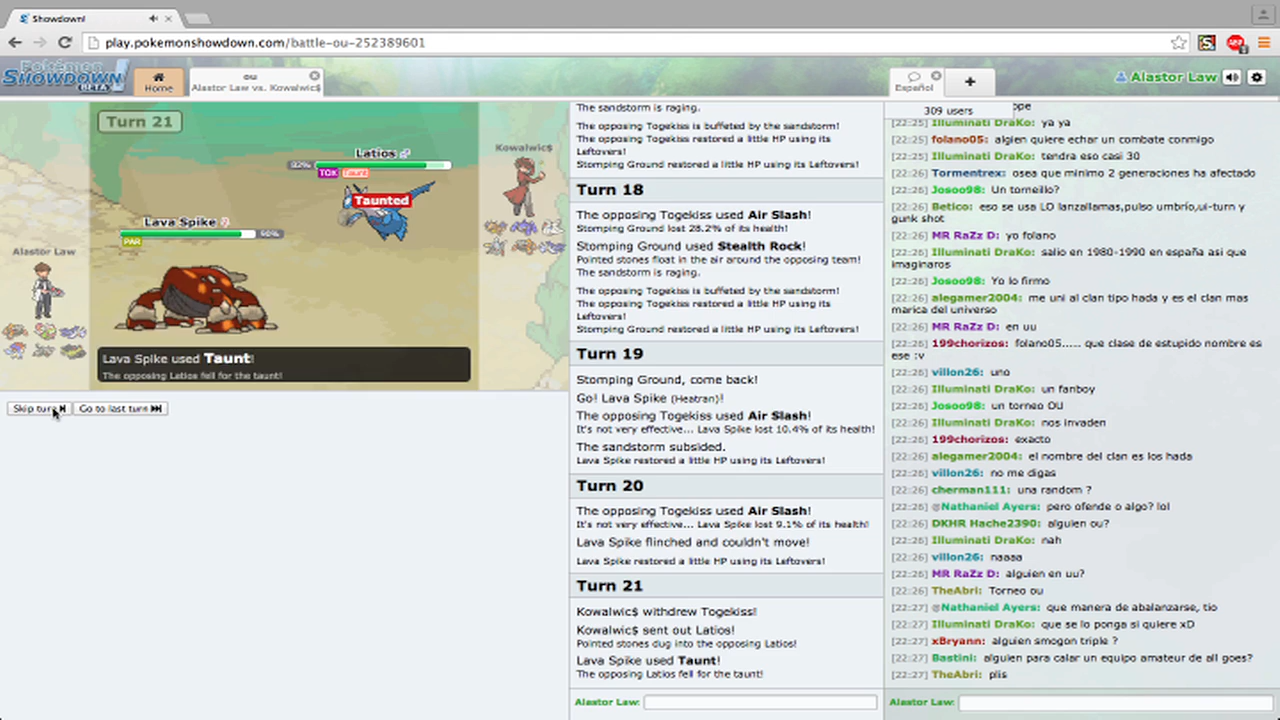 Showdown!
play.pokemonshowdown.com/battle-ou-252389601
Pokémon
SHOWDOWN!
BETA
Home
ou
Alastor Law vs. Kowalwic$
Español
+
Alastor Law
Turn 21
Latios ♂
92%
TOX Taunt
Taunted
Kowalwic$
Lava Spike
PAR
Alastor Law
Lava Spike used Taunt!
The opposing Latios fell for the taunt!
Skip turn
Go to last turn
The sandstorm is raging.
The opposing Togekiss is buffeted by the sandstorm!
The opposing Togekiss restored a little HP using its
Leftovers!
Stomping Ground restored a little HP using its Leftovers!
Turn 18
The opposing Togekiss used Air Slash!
Stomping Ground lost 28.2% of its health!
Stomping Ground used Stealth Rock!
Pointed stones float in the air around the opposing team!
The sandstorm is raging.
The opposing Togekiss is buffeted by the sandstorm!
The opposing Togekiss restored a little HP using its
Leftovers!
Stomping Ground restored a little HP using its Leftovers!
Turn 19
Stomping Ground, come back!
Go! Lava Spike (Heatran)!
The opposing Togekiss used Air Slash!
It's not very effective... Lava Spike lost 10.4% of its health!
The sandstorm subsided.
Lava Spike restored a little HP using its Leftovers!
Turn 20
The opposing Togekiss used Air Slash!
It's not very effective... Lava Spike lost 9.1% of its health!
Lava Spike flinched and couldn't move!
Lava Spike restored a little HP using its Leftovers!
Turn 21
Kowalwic$ withdrew Togekiss!
Kowalwic$ sent out Latios!
Pointed stones dug into the opposing Latios!
Lava Spike used Taunt!
The opposing Latios fell for the taunt!
Alastor Law:
309 users
ope
[22:25] Illuminati DraKo: ya ya
[22:25] folano05: algien quiere echar un combate conmigo
[22:25] Illuminati DraKo: tendra eso casi 30
[22:26] Tormentrex: osea que minimo 2 generaciones ha afectado
[22:26] Josoo98: Un torneillo?
[22:26] Betico: eso se usa LO lanzallamas,pulso umbrío,ui-turn y
gunk shot
[22:26] MR RaZz D: yo folano
[22:26] Illuminati DraKo: salio en 1980-1990 en españa asi que
imaginaros
[22:26] Josoo98: Yo lo firmo
[22:26] alegamer2004: me uni al clan tipo hada y es el clan mas
marica del universo
[22:26] MR RaZz D: en uu
[22:26] 199chorizos: folano05..... que clase de estupido nombre es
ese :v
[22:26] villon26: uno
[22:26] Illuminati DraKo: un fanboy
[22:26] Josoo98: un torneo OU
[22:26] Illuminati DraKo: nos invaden
[22:26] 199chorizos: exacto
[22:26] alegamer2004: el nombre del clan es los hada
[22:26] villon26: no me digas
[22:26] cherman111: una random ?
[22:26] @Nathaniel Ayers: pero ofende o algo? lol
[22:26] DKHR Hache2390: alguien ou?
[22:26] Illuminati DraKo: nah
[22:26] villon26: naaaa
[22:26] MR RaZz D: alguien en uu?
[22:26] TheAbri: Torneo ou
[22:27] @Nathaniel Ayers: que manera de abalanzarse, tio
[22:27] Illuminati DraKo: que se lo ponga si quiere xD
[22:27] xBryann: alguien smogon triple ?
[22:27] Bastini: alguien para calar un equipo amateur de all goes?
[22:27] TheAbri: plis
Alastor Law: